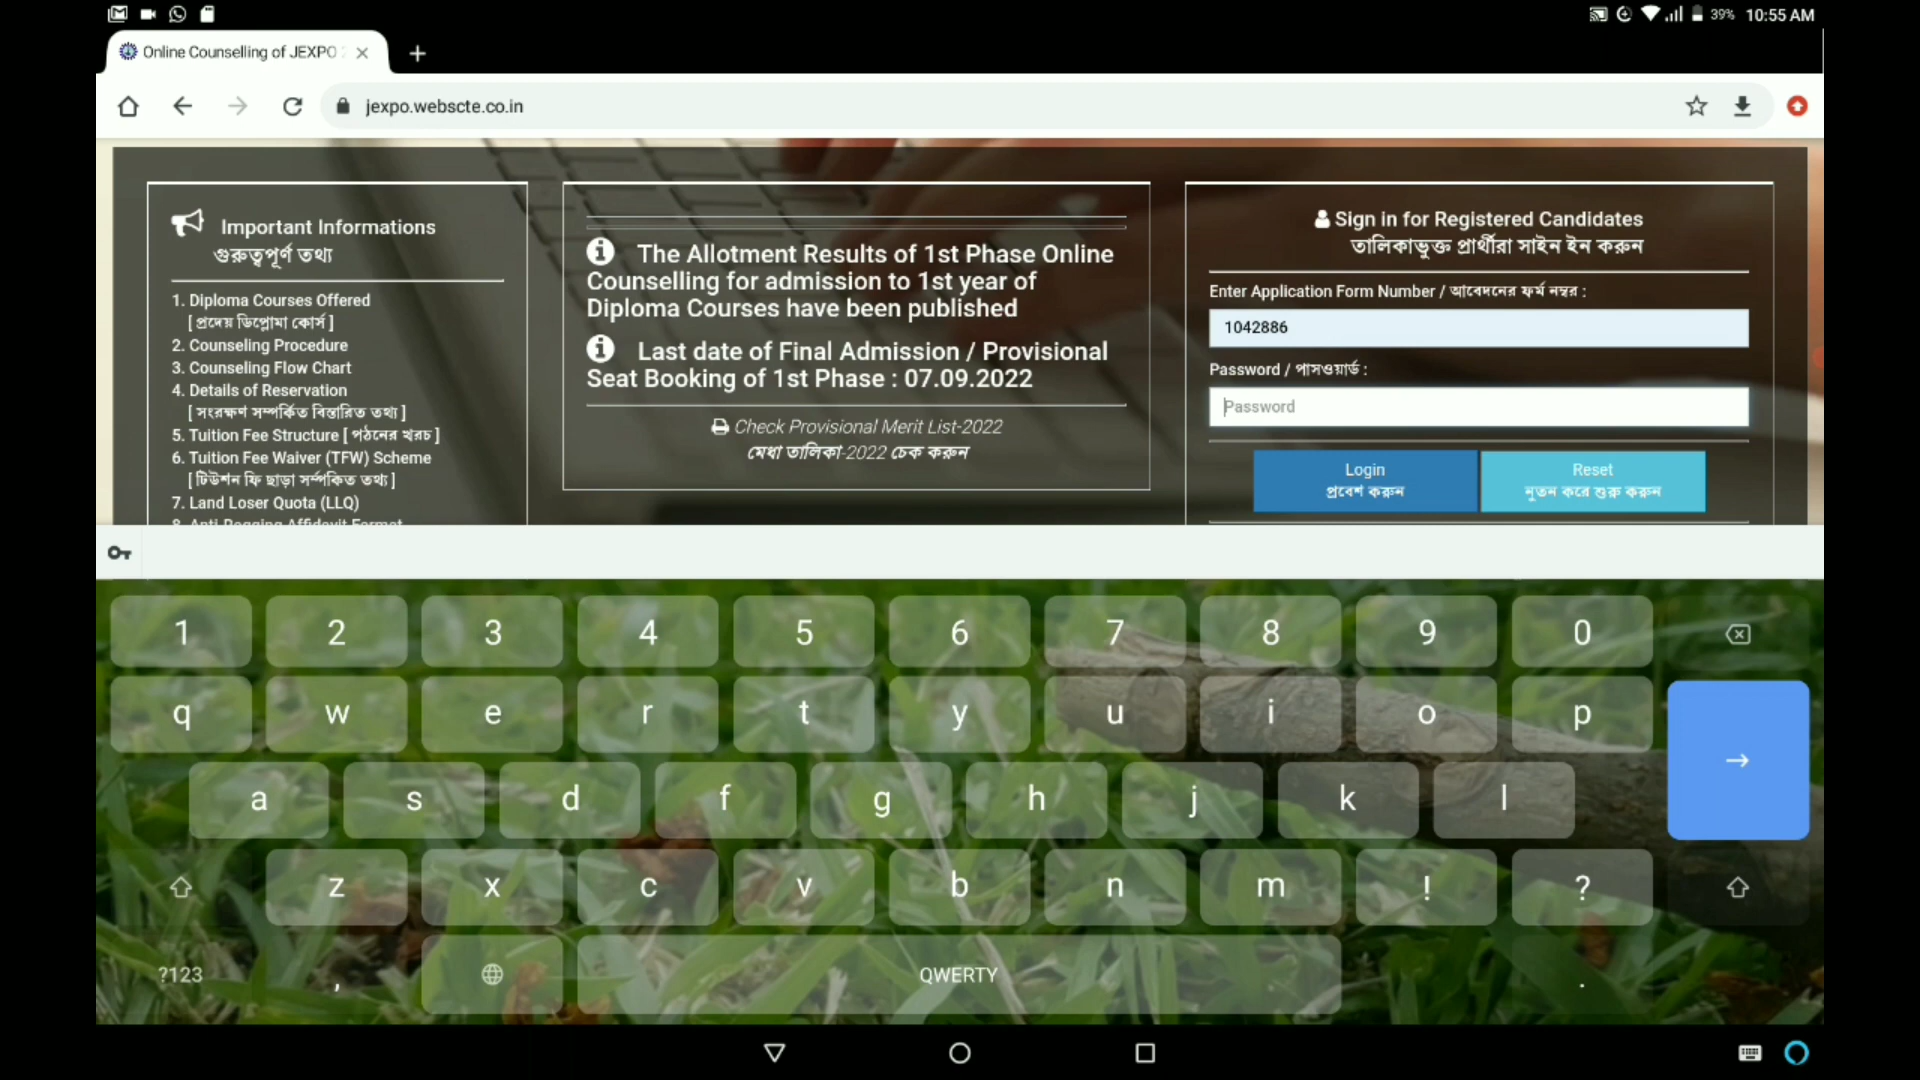 39% 10:55 AM
Online Counselling of JEXPO
jexpo.webscte.co.in
Important Informations
গুরুত্বপূর্ণ তথ্য
1. Diploma Courses Offered
[ প্রদেয় ডিপ্লোমা কোর্স ]
2. Counseling Procedure
3. Counseling Flow Chart
4. Details of Reservation
[ সংরক্ষণ সম্পর্কিত বিস্তারিত তথ্য ]
5. Tuition Fee Structure [ পঠনের খরচ ]
6. Tuition Fee Waiver (TFW) Scheme
[ টিউশন ফি ছাড়া সর্ম্পকিত তথ্য ]
7. Land Loser Quota (LLQ)
8. Anti-Ragging Affidavit Format
The Allotment Results of 1st Phase Online
Counselling for admission to 1st year of
Diploma Courses have been published
Last date of Final Admission / Provisional
Seat Booking of 1st Phase : 07.09.2022
Check Provisional Merit List-2022
মেধা তালিকা-2022 চেক করুন
Sign in for Registered Candidates
তালিকাভুক্ত প্রার্থীরা সাইন ইন করুন
Enter Application Form Number / আবেদনের ফর্ম নম্বর :
1042886
Password / পাসওয়ার্ড :
Password
Login
প্রবেশ করুন
Reset
নুতন করে শুরু করুন
1 2 3 4 5 6 7 8 9 0
q w e r t y u i o p
a s d f g h j k l
z x c v b n m ! ?
?123 , QWERTY .